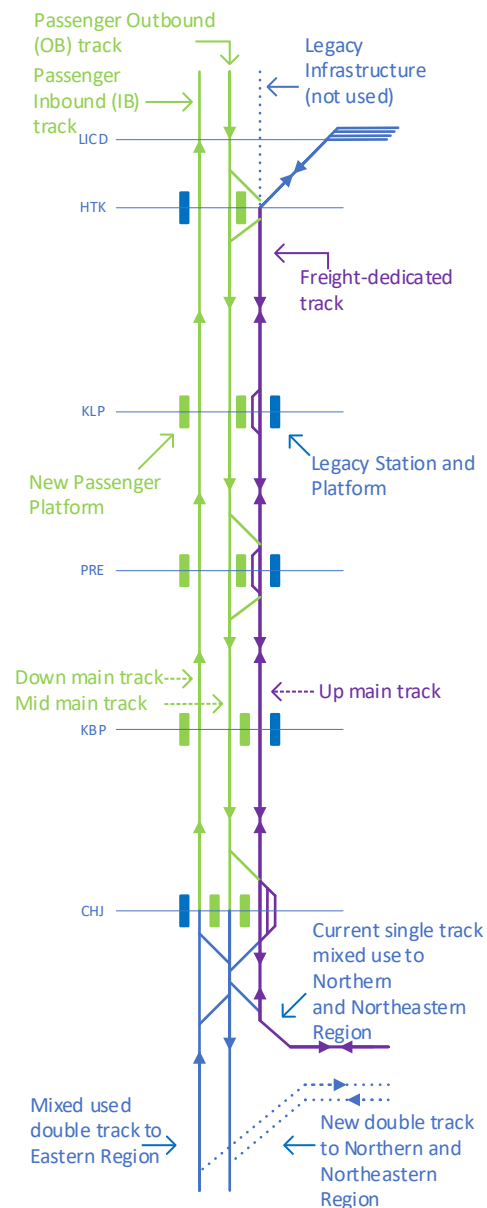 Passenger Outbound
(OB) track
Passenger
Inbound (IB)
track
Legacy
Infrastructure
(not used)
LICD
HTK
Freight-dedicated
track
KLP
New Passenger
Platform
Legacy Station and
Platform
PRE
Down main track
Mid main track
Up main track
KBP
CHJ
Current single track
mixed use to
Northern
and Northeastern
Region
Mixed used
double track to
Eastern Region
New double track
to Northern and
Northeastern
Region